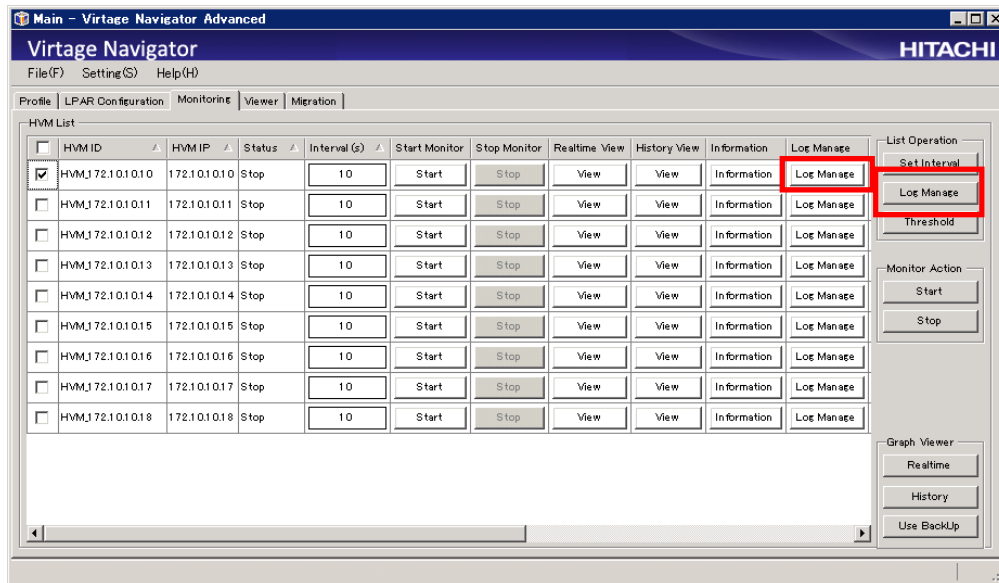 Main - Virtage Navigator Advanced
Virtage Navigator HITACHI
File(F) Setting(S) Help(H)
Profile LPAR Configuration Monitoring Viewer Migration
HVM List
HVM ID HVM IP Status Interval (s) Start Monitor Stop Monitor Realtime View History View Information Log Manage
HVM_172.10.10.10 172.10.10.10 Stop 10 Start Stop View View Information Log Manage
HVM_172.10.10.11 172.10.10.11 Stop 10 Start Stop View View Information Log Manage
HVM_172.10.10.12 172.10.10.12 Stop 10 Start Stop View View Information Log Manage
HVM_172.10.10.13 172.10.10.13 Stop 10 Start Stop View View Information Log Manage
HVM_172.10.10.14 172.10.10.14 Stop 10 Start Stop View View Information Log Manage
HVM_172.10.10.15 172.10.10.15 Stop 10 Start Stop View View Information Log Manage
HVM_172.10.10.16 172.10.10.16 Stop 10 Start Stop View View Information Log Manage
HVM_172.10.10.17 172.10.10.17 Stop 10 Start Stop View View Information Log Manage
HVM_172.10.10.18 172.10.10.18 Stop 10 Start Stop View View Information Log Manage
List Operation
Set Interval
Log Manage
Threshold
Monitor Action
Start
Stop
Graph Viewer
Realtime
History
Use BackUp